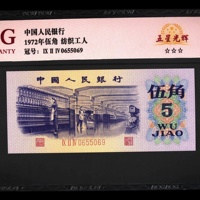 G
RANTY
中国人民银行
1972年伍角 纺织工人
冠号:IX II IV 0655069
五星光辉
☆☆☆
中国人民银行
伍角
5
WU
JIAO
IX II IV 0655069